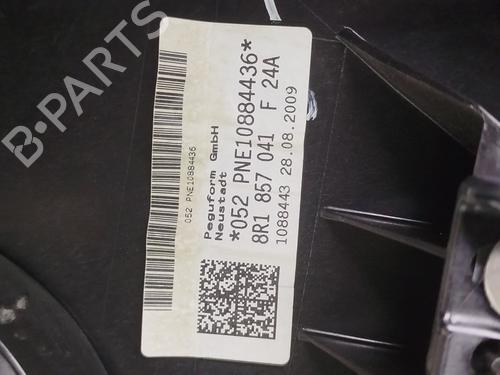 052 PNE10884436
Peguform GmbH
Neustadt
*052 PNE10884436*
8R1 857 041 F 24A
1088443 28.08.2009
B-Parts